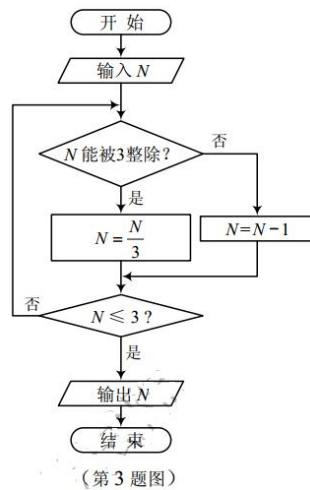 开 始
输入 N
N 能被3整除?
否
是
N = N/3
N=N-1
否
N ≤ 3 ?
是
输出 N
结 束
(第 3 题图)